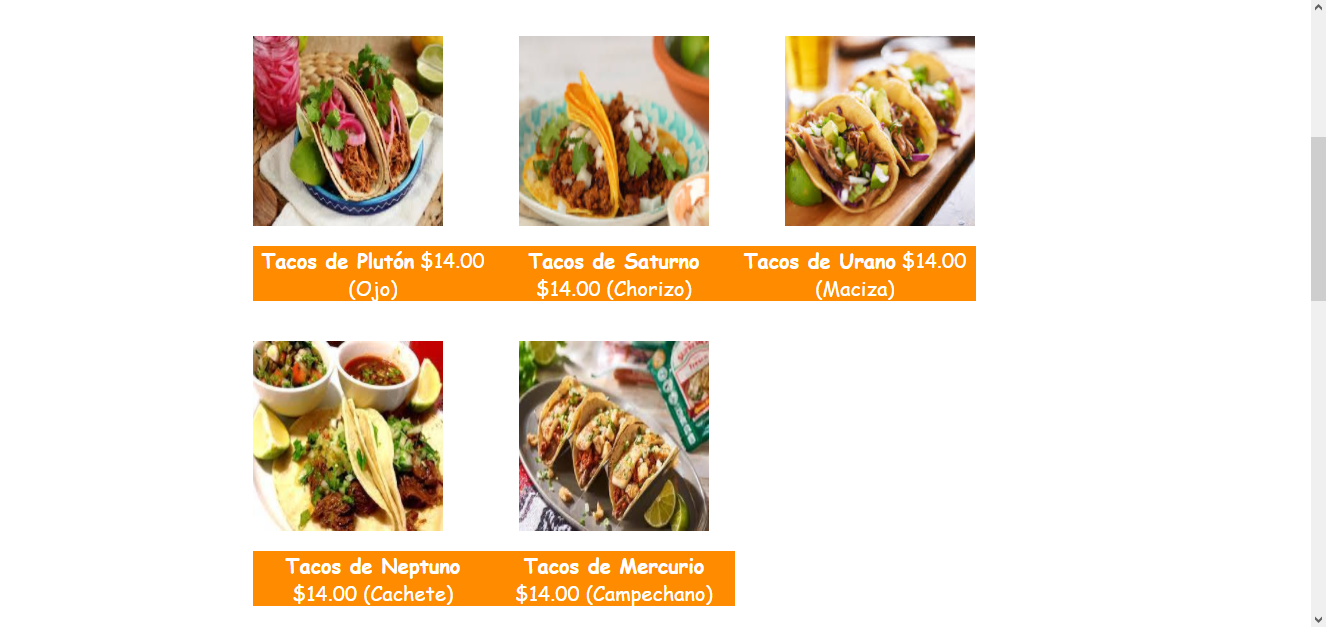 Tacos de Plutón $14.00
(Ojo)
Tacos de Saturno
$14.00 (Chorizo)
Tacos de Urano $14.00
(Maciza)
Tacos de Neptuno
$14.00 (Cachete)
Tacos de Mercurio
$14.00 (Campechano)